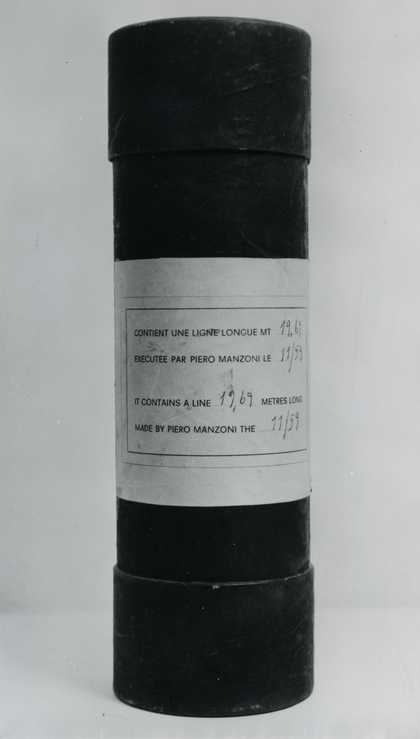 CONTIENT UNE LIGNE LONGUE MT 19,6
EXECUTEE PAR PIERO MANZONI LE 11/59
IT CONTAINS A LINE 19,69 METRES LONG
MADE BY PIERO MANZONI THE 11/59